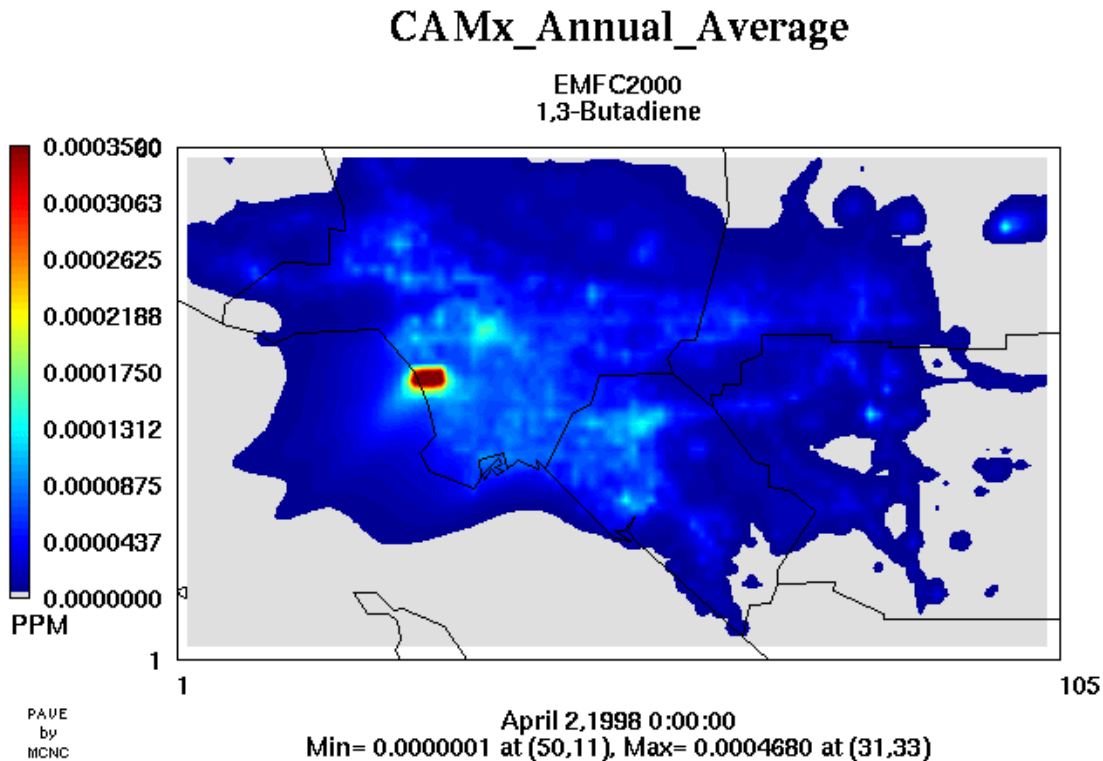 CAMx_Annual_Average
EMFC2000
1,3-Butadiene
0.0003500
0.0003063
0.0002625
0.0002188
0.0001750
0.0001312
0.0000875
0.0000437
0.0000000
PPM
1
1
105
PAVE
by
MCNC
April 2,1998 0:00:00
Min= 0.0000001 at (50,11), Max= 0.0004680 at (31,33)